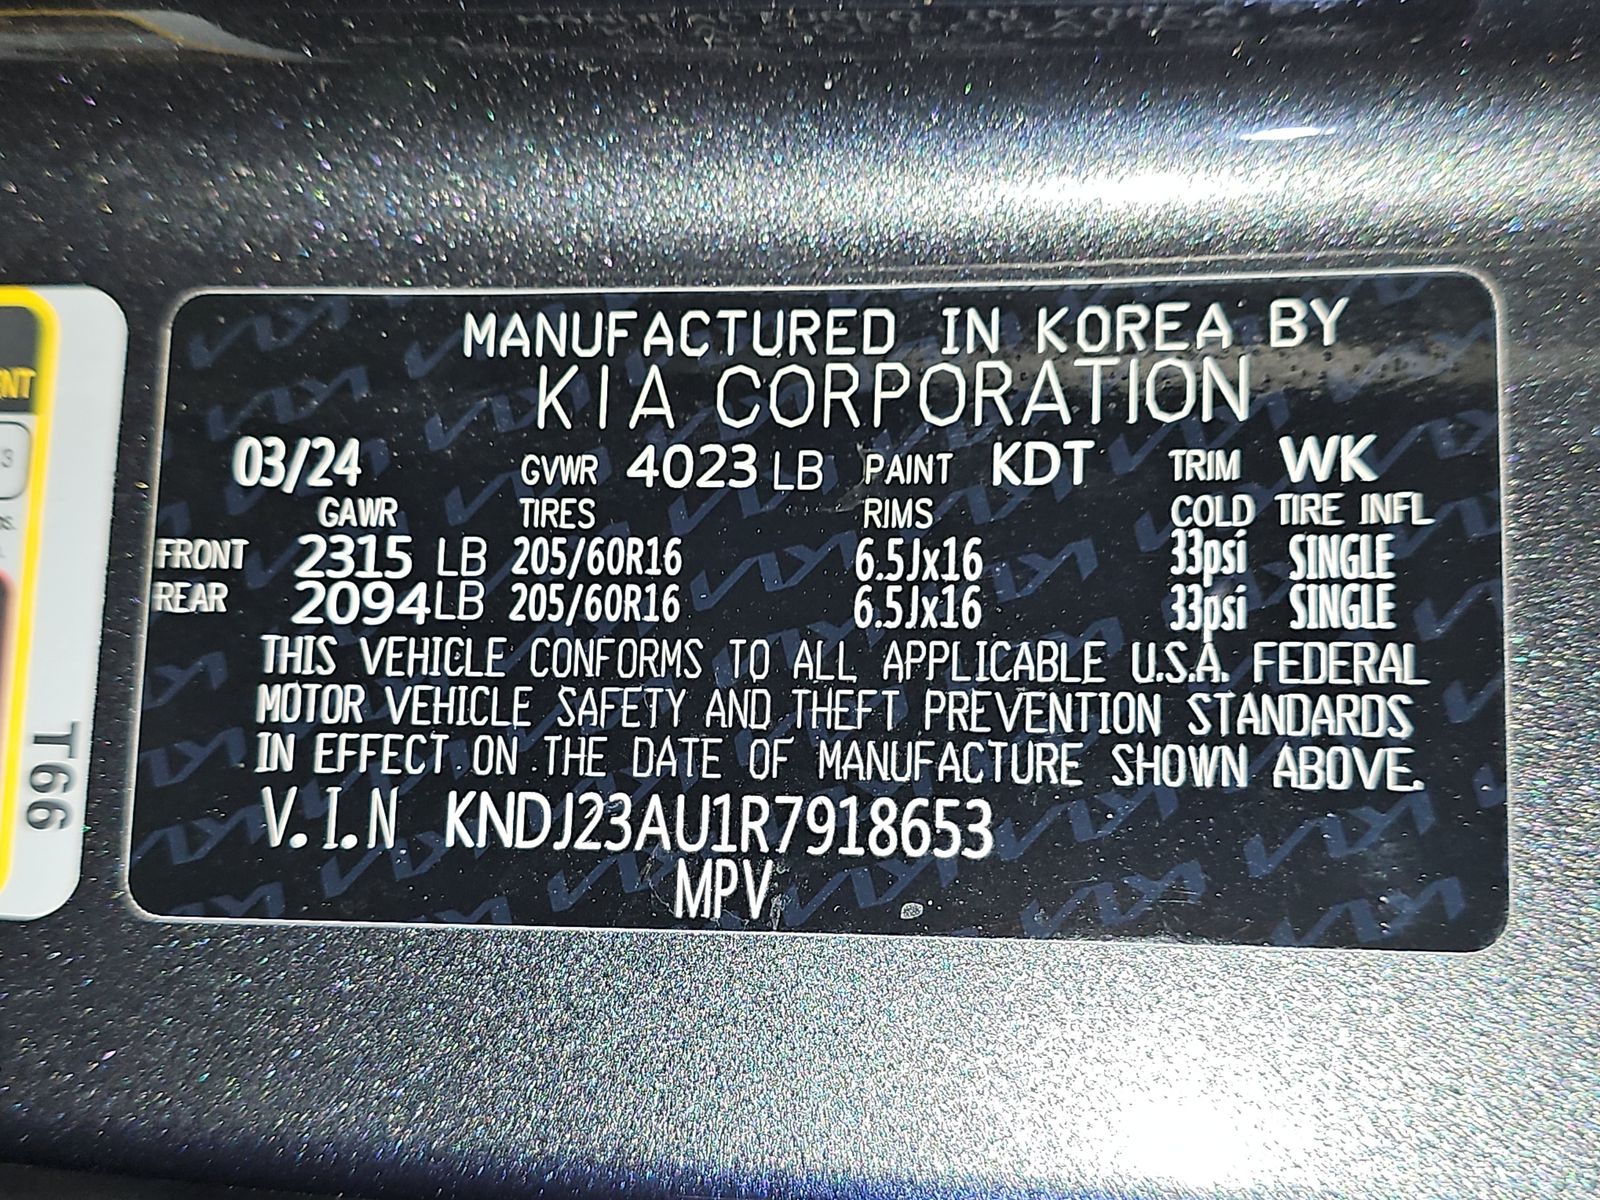 MANUFACTURED IN KOREA BY
KIA CORPORATION
03/24 GVWR 4023 LB PAINT KDT TRIM WK
GAWR TIRES RIMS COLD TIRE INFL
FRONT 2315 LB 205/60R16 6.5Jx16 33psi SINGLE
REAR 2094 LB 205/60R16 6.5Jx16 33psi SINGLE
THIS VEHICLE CONFORMS TO ALL APPLICABLE U.S.A. FEDERAL
MOTOR VEHICLE SAFETY AND THEFT PREVENTION STANDARDS
IN EFFECT ON THE DATE OF MANUFACTURE SHOWN ABOVE.
V.I.N KNDJ23AU1R7918653
MPV
T66